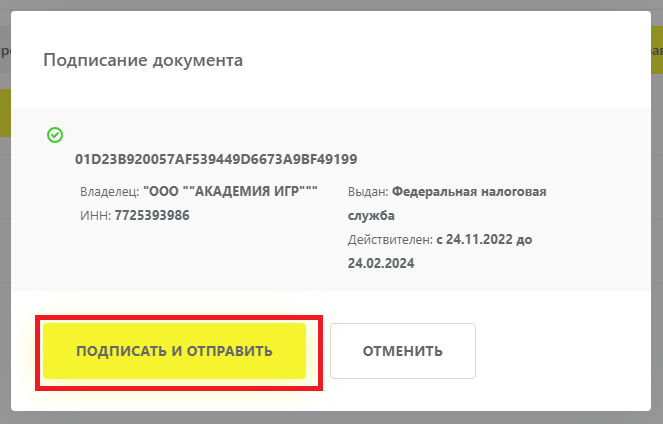 Подписание документа
01D23B920057AF539449D6673A9BF49199
Владелец: "ООО ""АКАДЕМИЯ ИГР"""
ИНН: 7725393986
Выдан: Федеральная налоговая
служба
Действителен: с 24.11.2022 до
24.02.2024
ПОДПИСАТЬ И ОТПРАВИТЬ
ОТМЕНИТЬ